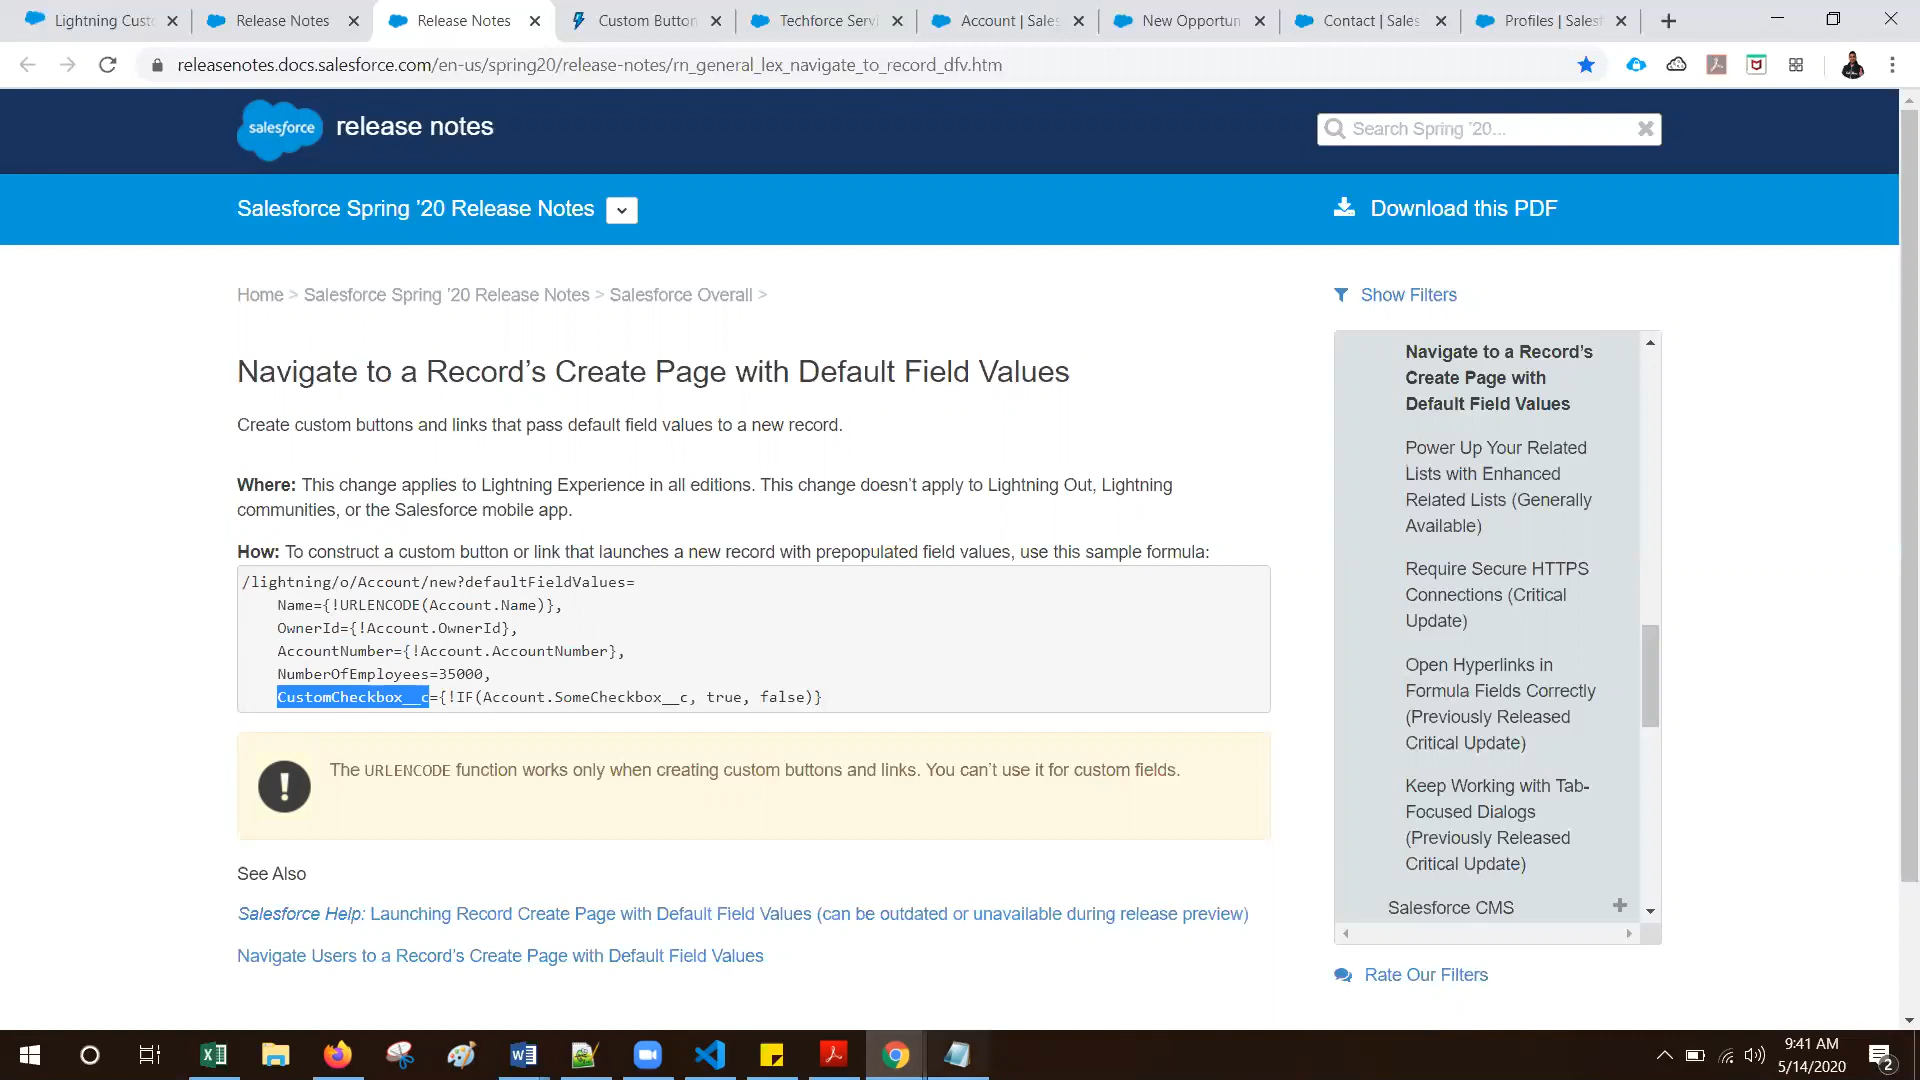 Lightning Custo
Release Notes
Release Notes
Custom Button
Techforce Servi
Account | Sales
New Opportuni
Contact | Sales
Profiles | Salesf
releasenotes.docs.salesforce.com/en-us/spring20/release-notes/rn_general_lex_navigate_to_record_dfv.htm
salesforce release notes
Search Spring '20...
Salesforce Spring '20 Release Notes
Download this PDF
Home > Salesforce Spring '20 Release Notes > Salesforce Overall >
Show Filters
Navigate to a Record's Create Page with Default Field Values
Create custom buttons and links that pass default field values to a new record.
Where: This change applies to Lightning Experience in all editions. This change doesn't apply to Lightning Out, Lightning
communities, or the Salesforce mobile app.
How: To construct a custom button or link that launches a new record with prepopulated field values, use this sample formula:
/lightning/o/Account/new?defaultFieldValues=
Name={!URLENCODE(Account.Name)},
OwnerId={!Account.OwnerId},
AccountNumber={!Account.AccountNumber},
NumberOfEmployees=35000,
CustomCheckbox__c={!IF(Account.SomeCheckbox__c, true, false)}
The URLENCODE function works only when creating custom buttons and links. You can't use it for custom fields.
See Also
Salesforce Help: Launching Record Create Page with Default Field Values (can be outdated or unavailable during release preview)
Navigate Users to a Record's Create Page with Default Field Values
Navigate to a Record's
Create Page with
Default Field Values
Power Up Your Related
Lists with Enhanced
Related Lists (Generally
Available)
Require Secure HTTPS
Connections (Critical
Update)
Open Hyperlinks in
Formula Fields Correctly
(Previously Released
Critical Update)
Keep Working with Tab-
Focused Dialogs
(Previously Released
Critical Update)
Salesforce CMS
Rate Our Filters
9:41 AM
5/14/2020
2